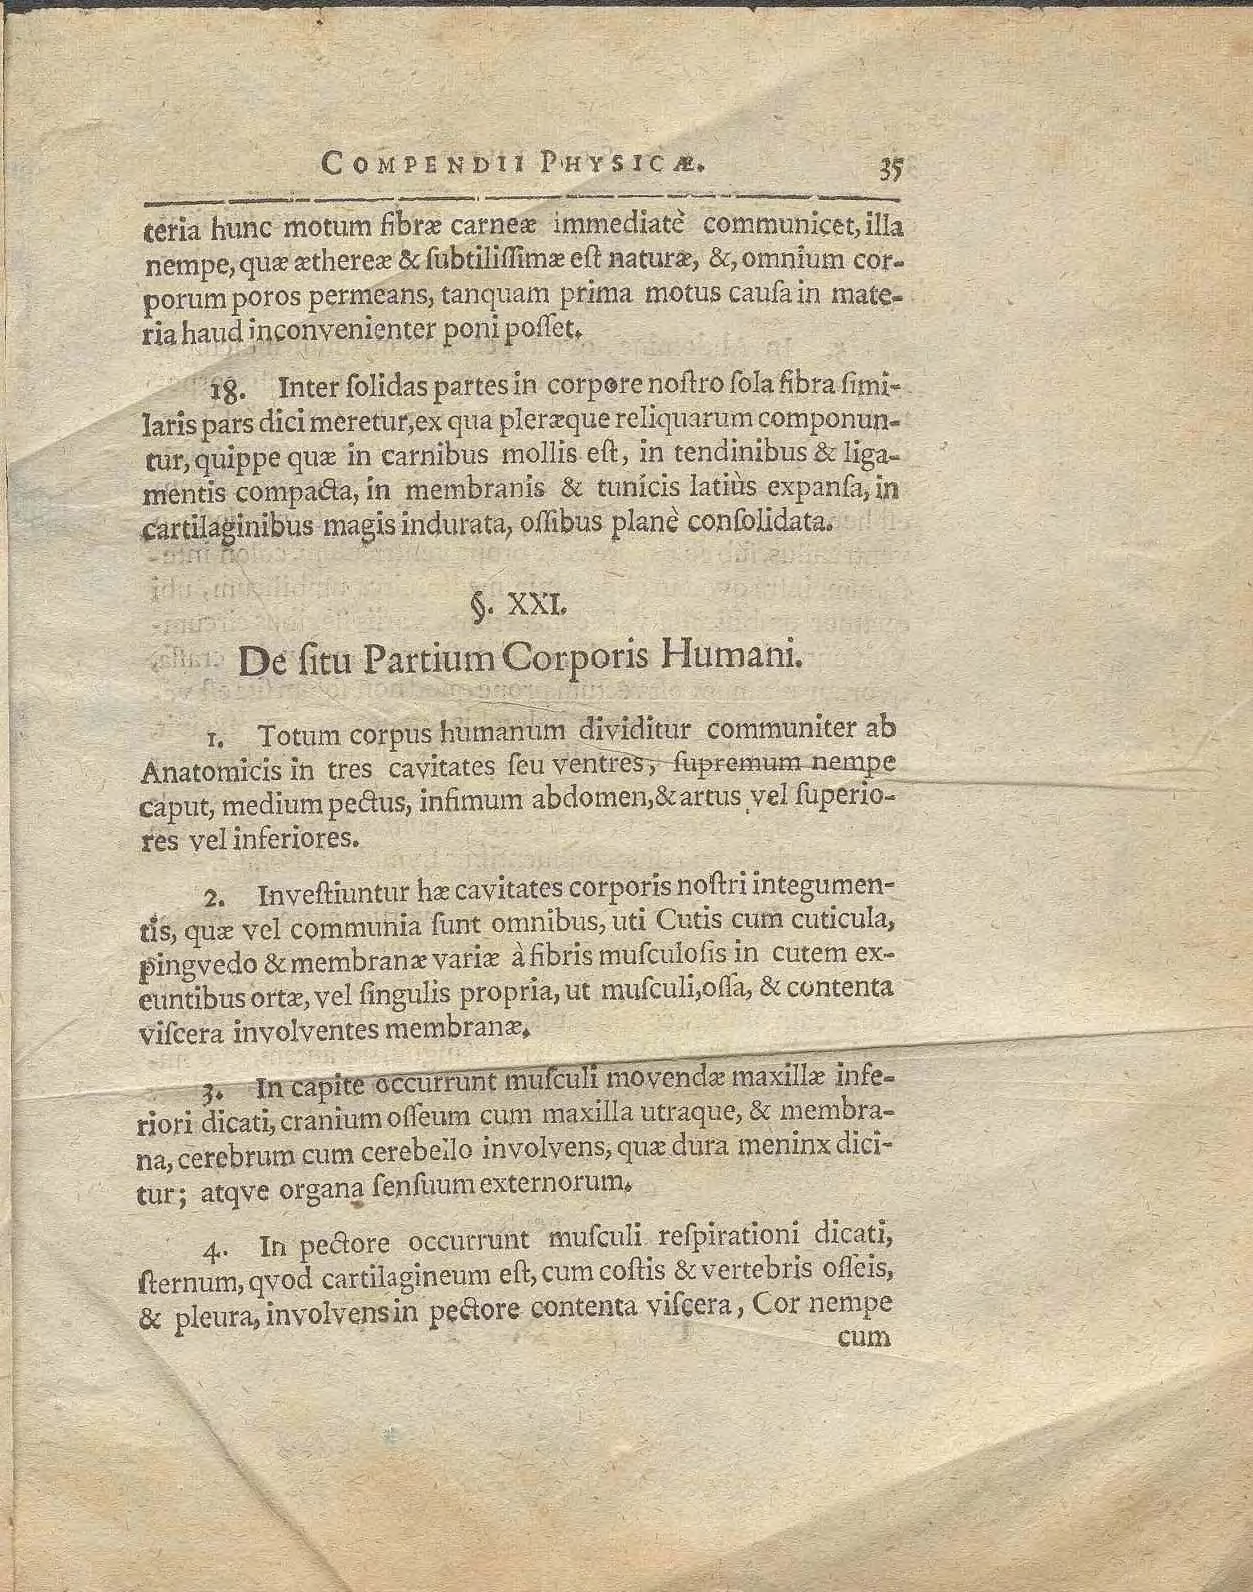 COMPENDII PHYSICÆ. 35
teria hunc motum fibræ carneæ immediatè communicet, illa
nempe, quæ æthereæ & ſubtiliſſimæ eſt naturæ, &, omnium cor-
porum poros permeans, tanquam prima motus cauſa in mate-
ria haud inconvenienter poni poſſet.
18. Inter ſolidas partes in corpore noſtro ſola fibra ſimi-
laris pars dici meretur, ex qua pleræque reliquarum componun-
tur, quippe quæ in carnibus mollis eſt, in tendinibus & liga-
mentis compacta, in membranis & tunicis latiùs expanſa, in
cartilaginibus magis indurata, oſſibus planè conſolidata.
§. XXI.
De ſitu Partium Corporis Humani.
1. Totum corpus humanum dividitur communiter ab
Anatomicis in tres cavitates ſeu ventres, ſupremum nempe
caput, medium pectus, infimum abdomen, & artus vel ſuperio-
res vel inferiores.
2. Inveſtiuntur hæ cavitates corporis noſtri integumen-
tis, quæ vel communia ſunt omnibus, uti Cutis cum cuticula,
pingvedo & membranæ variæ à fibris muſculoſis in cutem ex-
euntibus ortæ, vel ſingulis propria, ut muſculi, oſſa, & contenta
viſcera involventes membranæ.
3. In capite occurrunt muſculi movendæ maxillæ infe-
riori dicati, cranium oſſeum cum maxilla utraque, & membra-
na, cerebrum cum cerebello involvens, quæ dura meninx dici-
tur; atqve organa ſenſuum externorum.
4. In pectore occurrunt muſculi reſpirationi dicati,
ſternum, qvod cartilagineum eſt, cum coſtis & vertebris oſſeis,
& pleura, involvens in pectore contenta viſcera, Cor nempe
cum